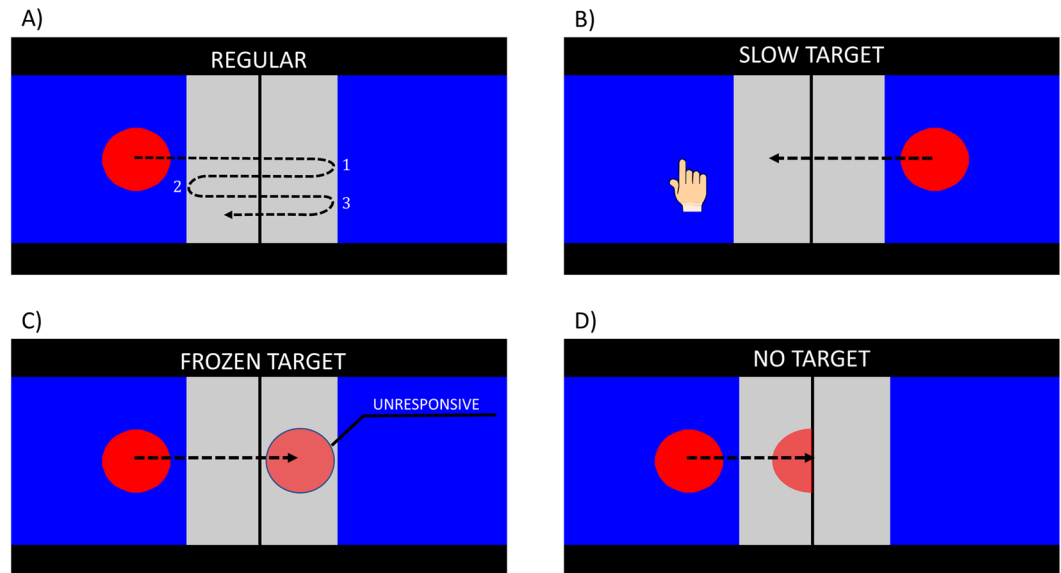 A)
REGULAR
1
2
3
B)
SLOW TARGET
C)
FROZEN TARGET
UNRESPONSIVE
D)
NO TARGET